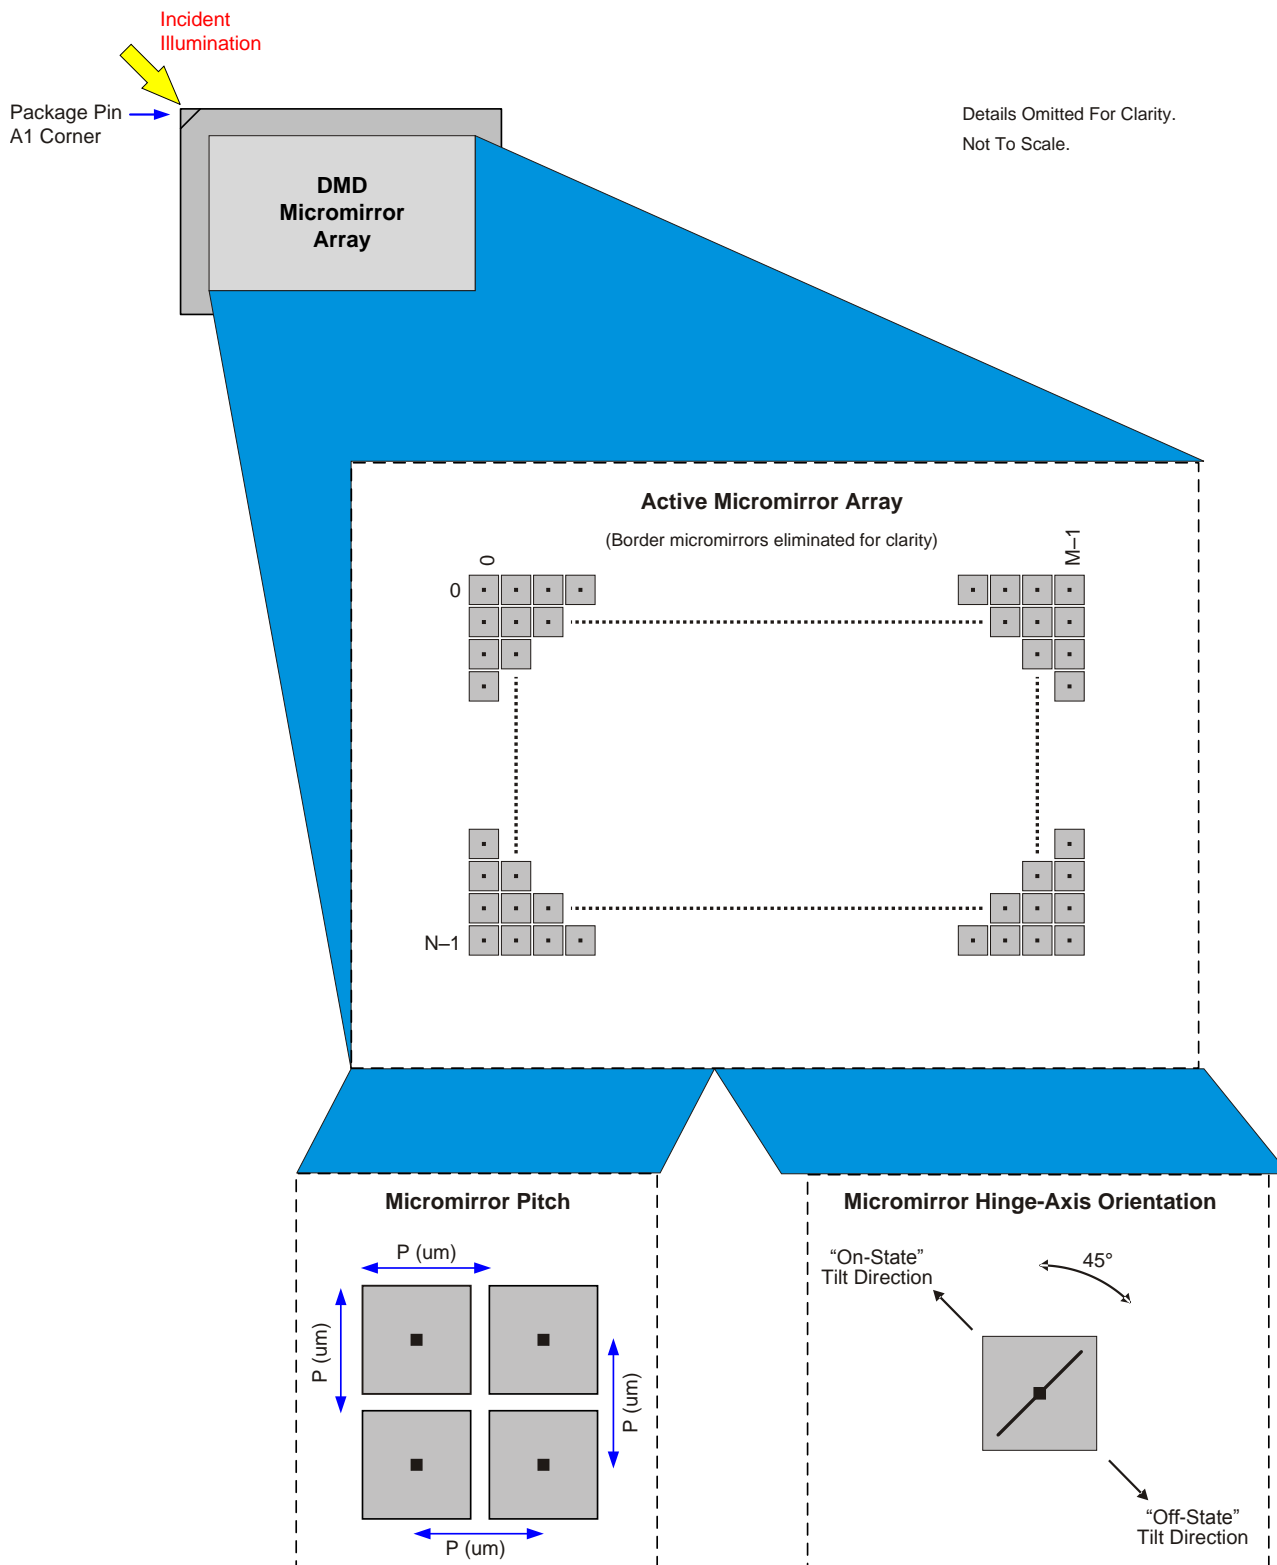 Incident
Illumination
Package Pin
A1 Corner
Details Omitted For Clarity.
Not To Scale.
DMD
Micromirror
Array
Active Micromirror Array
(Border micromirrors eliminated for clarity)
0
M–1
0
N–1
Micromirror Pitch
P (um)
P (um)
P (um)
P (um)
Micromirror Hinge-Axis Orientation
“On-State”
Tilt Direction
45°
“Off-State”
Tilt Direction